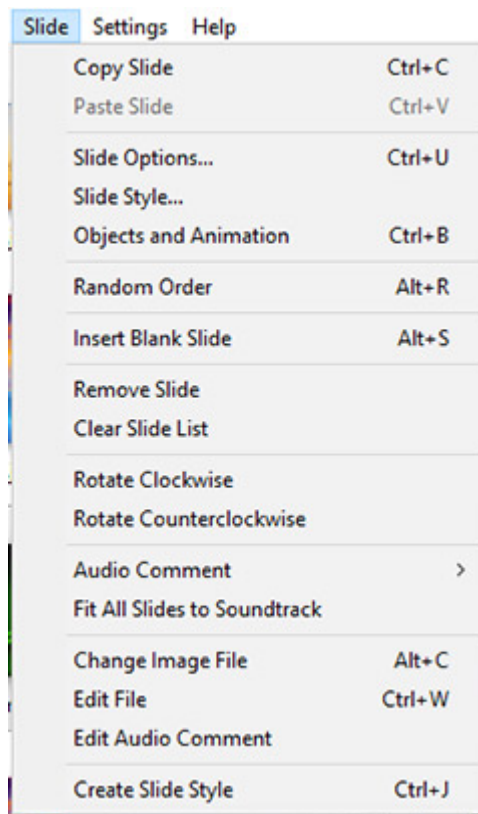 Slide Settings Help
Copy Slide Ctrl+C
Paste Slide Ctrl+V
Slide Options... Ctrl+U
Slide Style...
Objects and Animation Ctrl+B
Random Order Alt+R
Insert Blank Slide Alt+S
Remove Slide
Clear Slide List
Rotate Clockwise
Rotate Counterclockwise
Audio Comment >
Fit All Slides to Soundtrack
Change Image File Alt+C
Edit File Ctrl+W
Edit Audio Comment
Create Slide Style Ctrl+J